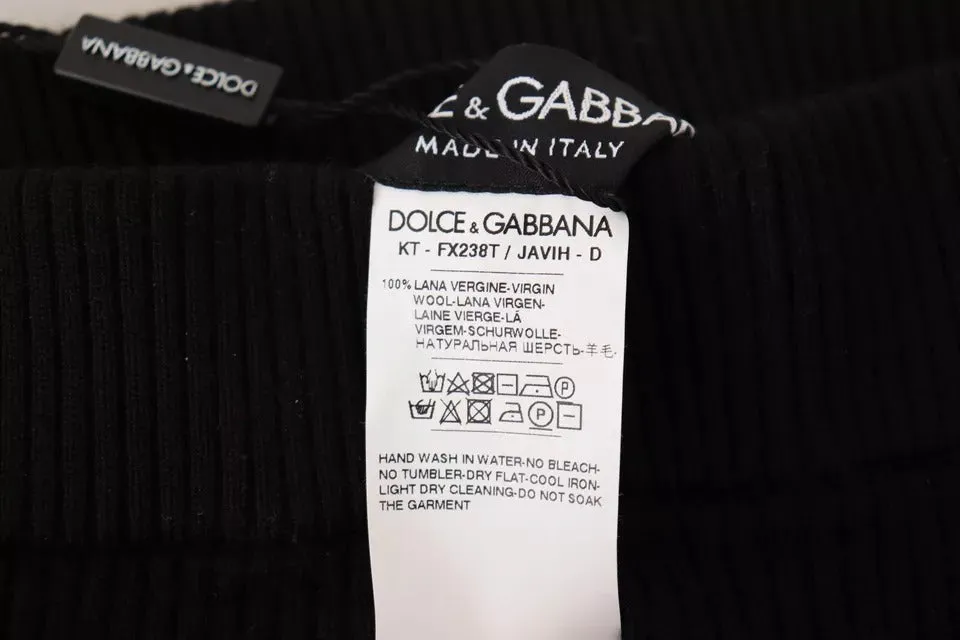 DOLCE & GABBANA
& GABBANA
MADE IN ITALY
DOLCE & GABBANA
KT - FX238T / JAVIH - D
100% LANA VERGINE-VIRGIN
WOOL-LANA VIRGEN-
LAINE VIERGE-LÃ
VIRGEM-SCHURWOLLE-
НАТУРАЛЬНАЯ ШЕРСТЬ-羊毛-
P
P
HAND WASH IN WATER-NO BLEACH-
NO TUMBLER-DRY FLAT-COOL IRON-
LIGHT DRY CLEANING-DO NOT SOAK
THE GARMENT